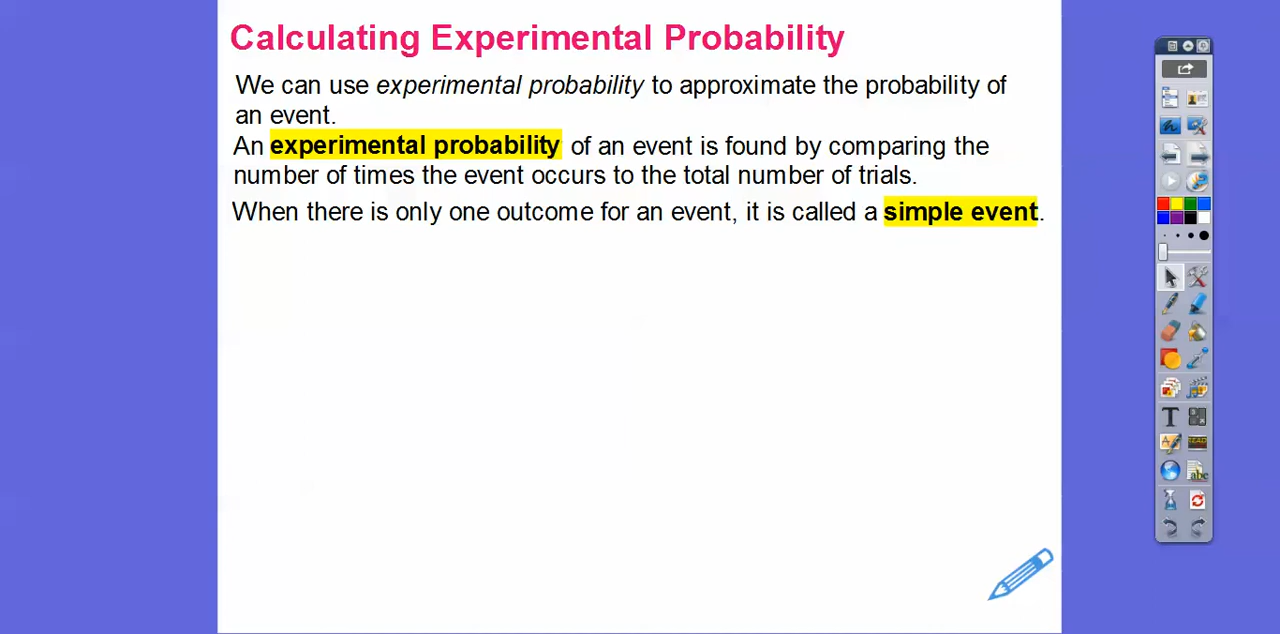 Calculating Experimental Probability
We can use experimental probability to approximate the probability of
an event.
An experimental probability of an event is found by comparing the
number of times the event occurs to the total number of trials.
When there is only one outcome for an event, it is called a simple event.